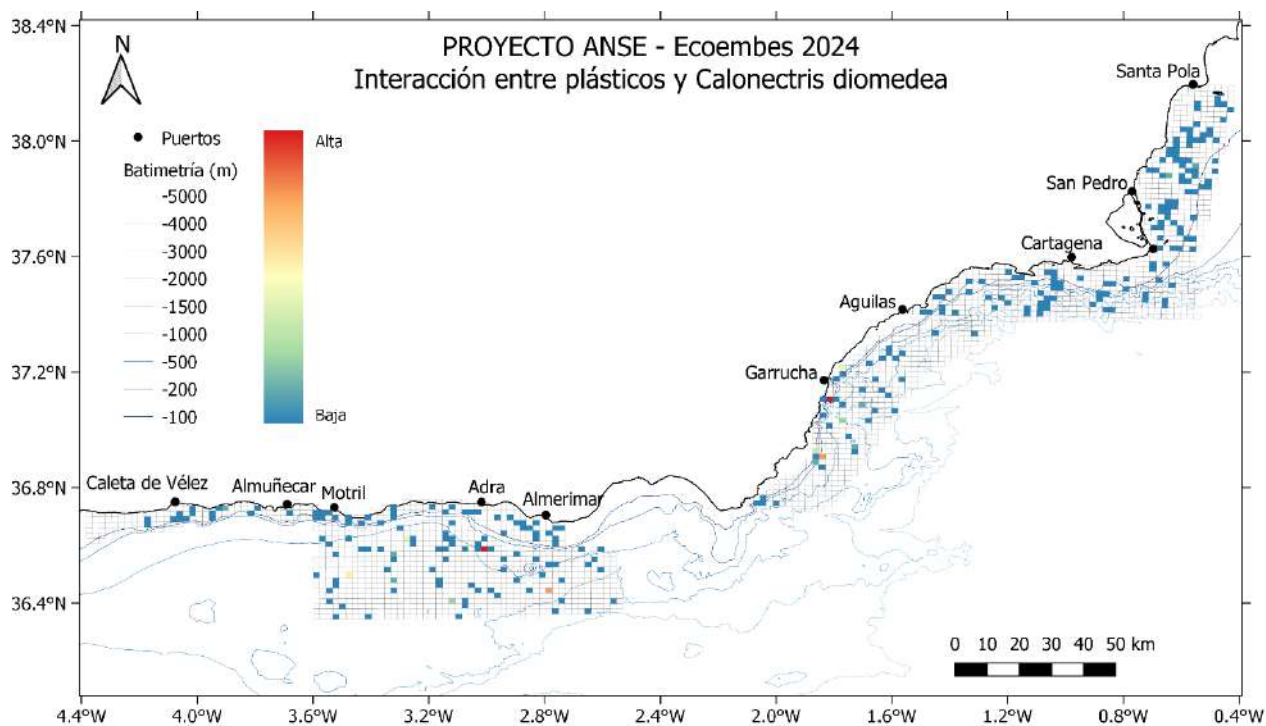 PROYECTO ANSE - Ecoembes 2024
Interacción entre plásticos y Calonectris diomedea
N
Puertos
Batimetría (m)
-5000
-4000
-3000
-2000
-1500
-1000
-500
-200
-100
Alta
Baja
Santa Pola
San Pedro
Cartagena
Aguilas
Garrucha
Caleta de Vélez
Almuñecar
Motril
Adra
Almerimar
0 10 20 30 40 50 km
38.4°N
38.0°N
37.6°N
37.2°N
36.8°N
36.4°N
4.4°W 4.0°W 3.6°W 3.2°W 2.8°W 2.4°W 2.0°W 1.6°W 1.2°W 0.8°W 0.4°W